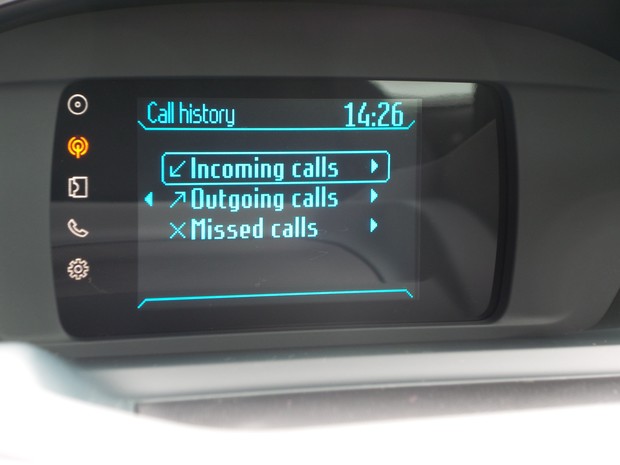 Call history 14:26
Incoming calls
Outgoing calls
Missed calls